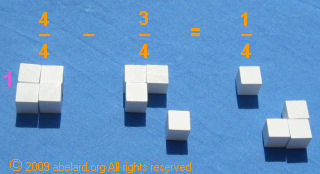 4/4 – 3/4 = 1/4
1
© 2009 abelard.org All rights reserved